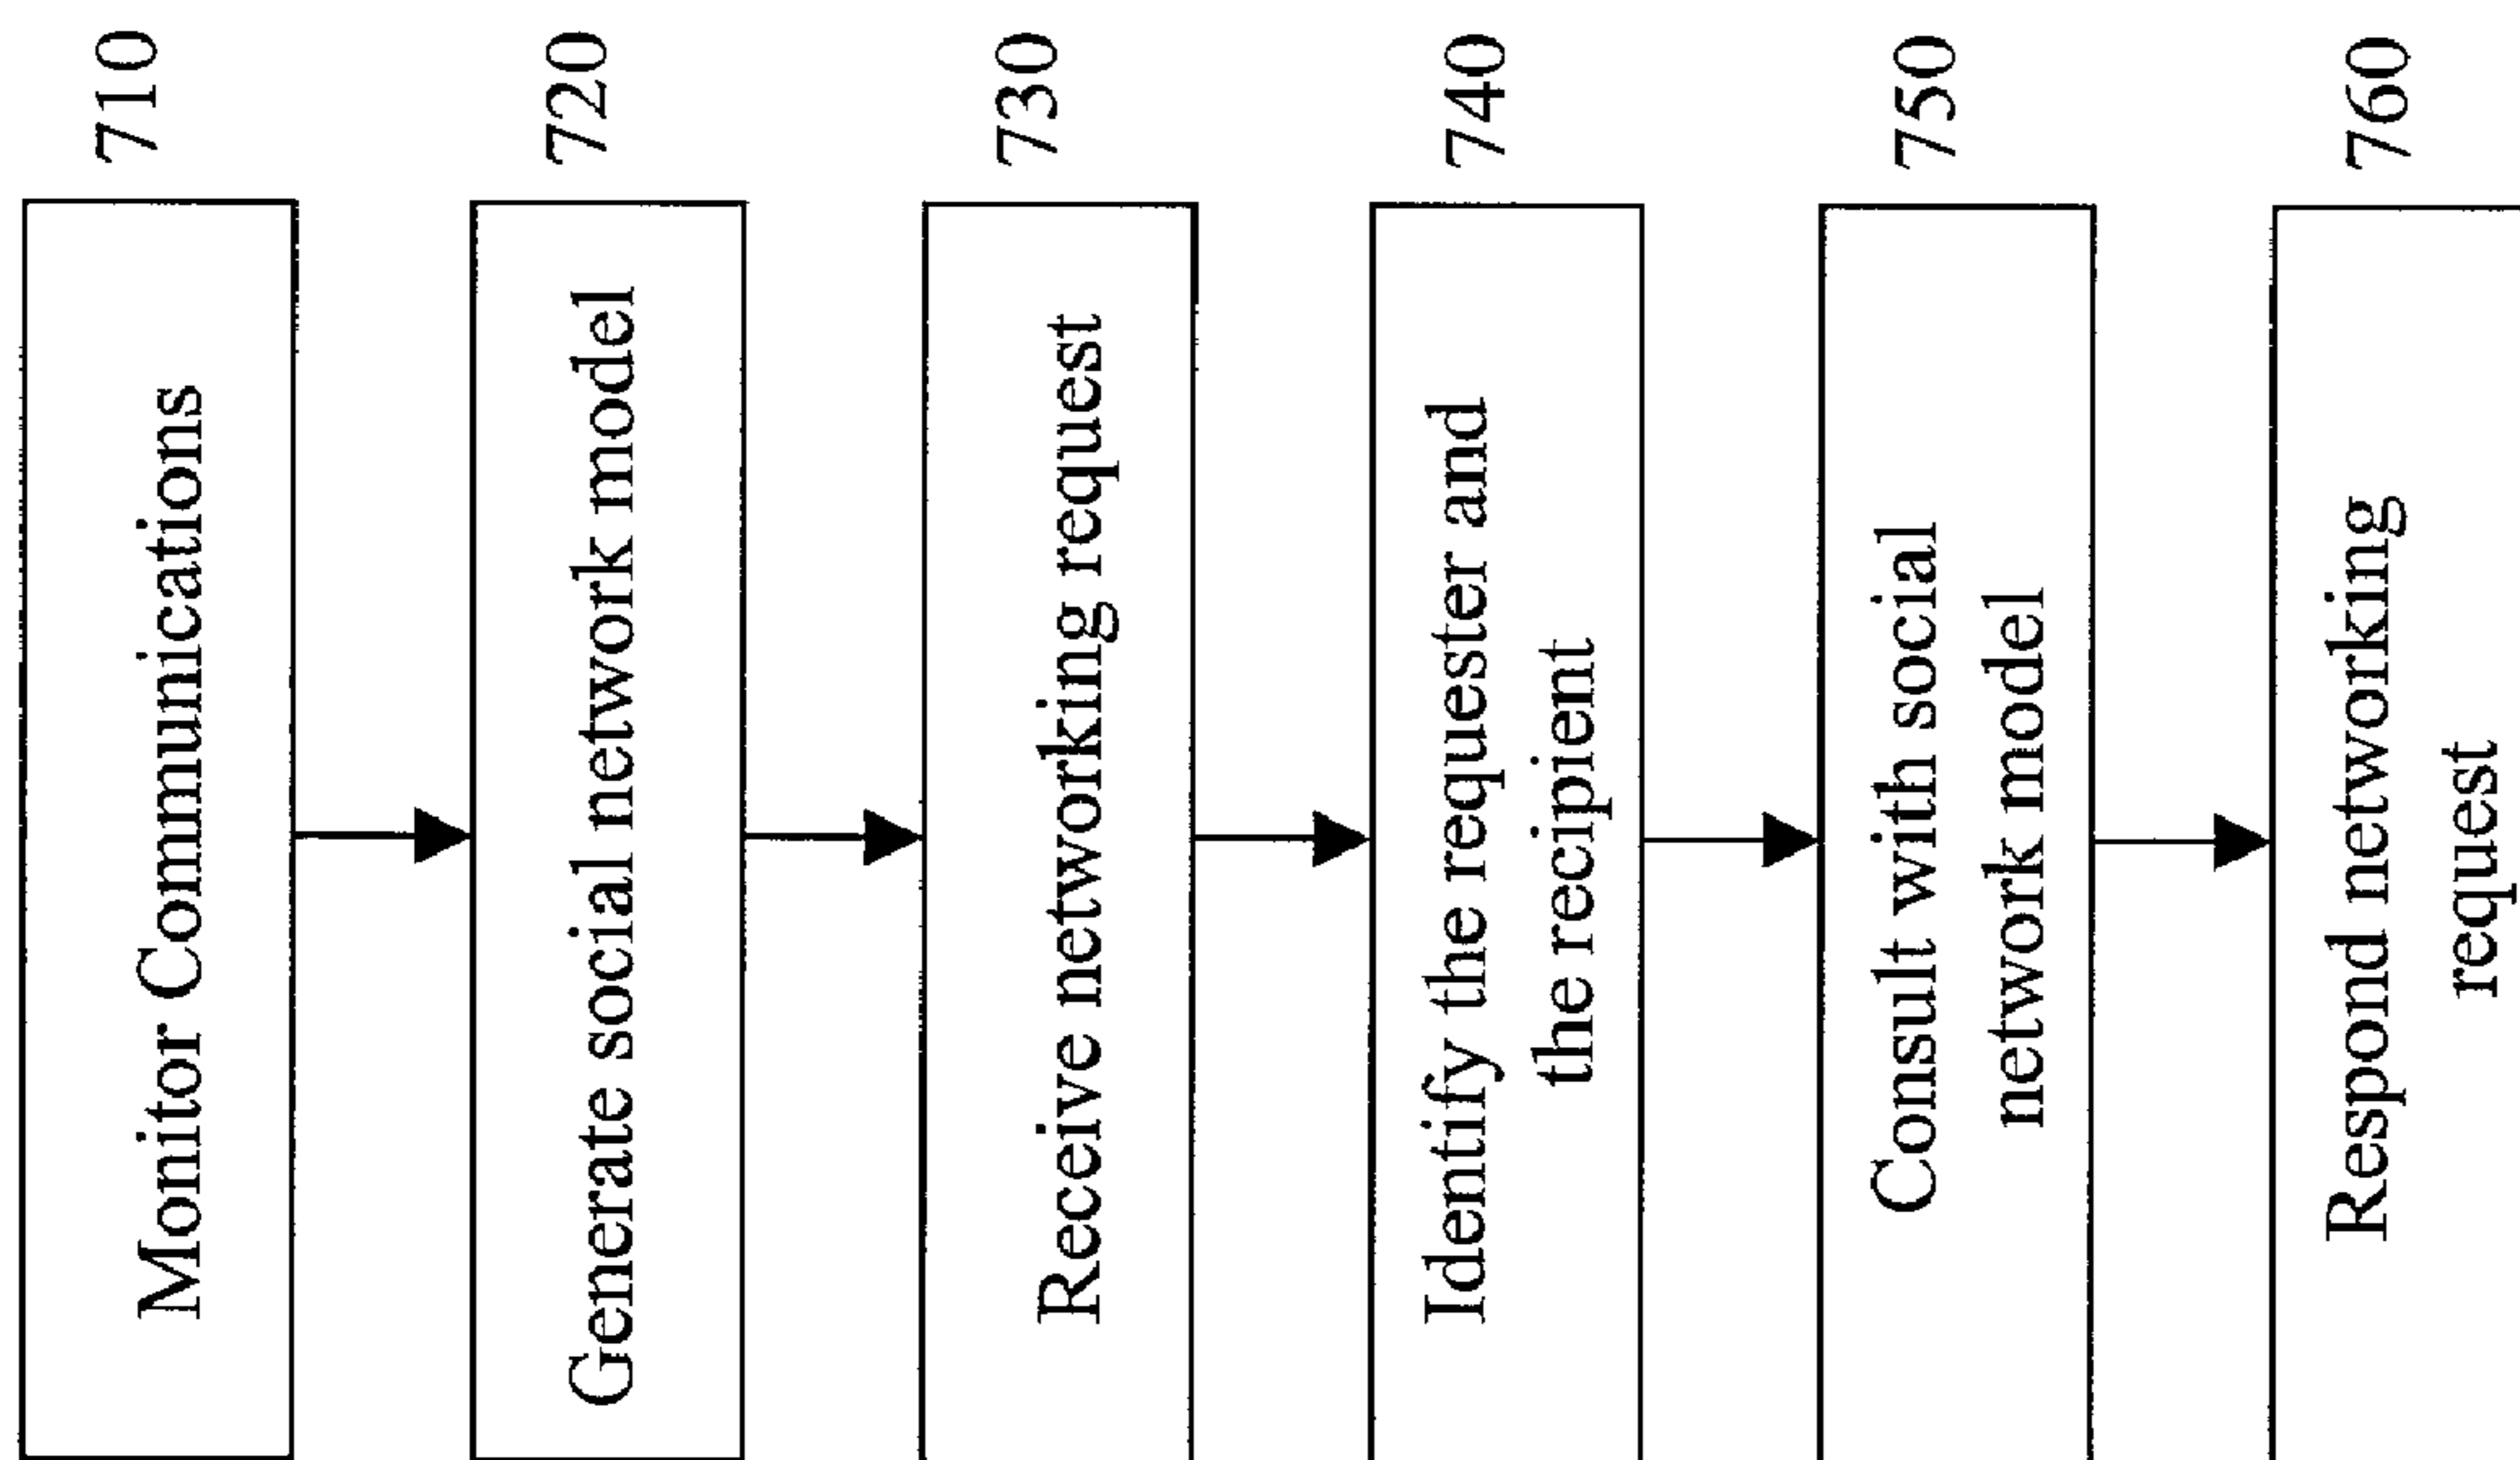 Monitor Communications
710
Generate social network model
720
Receive networking request
730
Identify the requester and
the recipient
740
Consult with social
network model
750
Respond networking
request
760